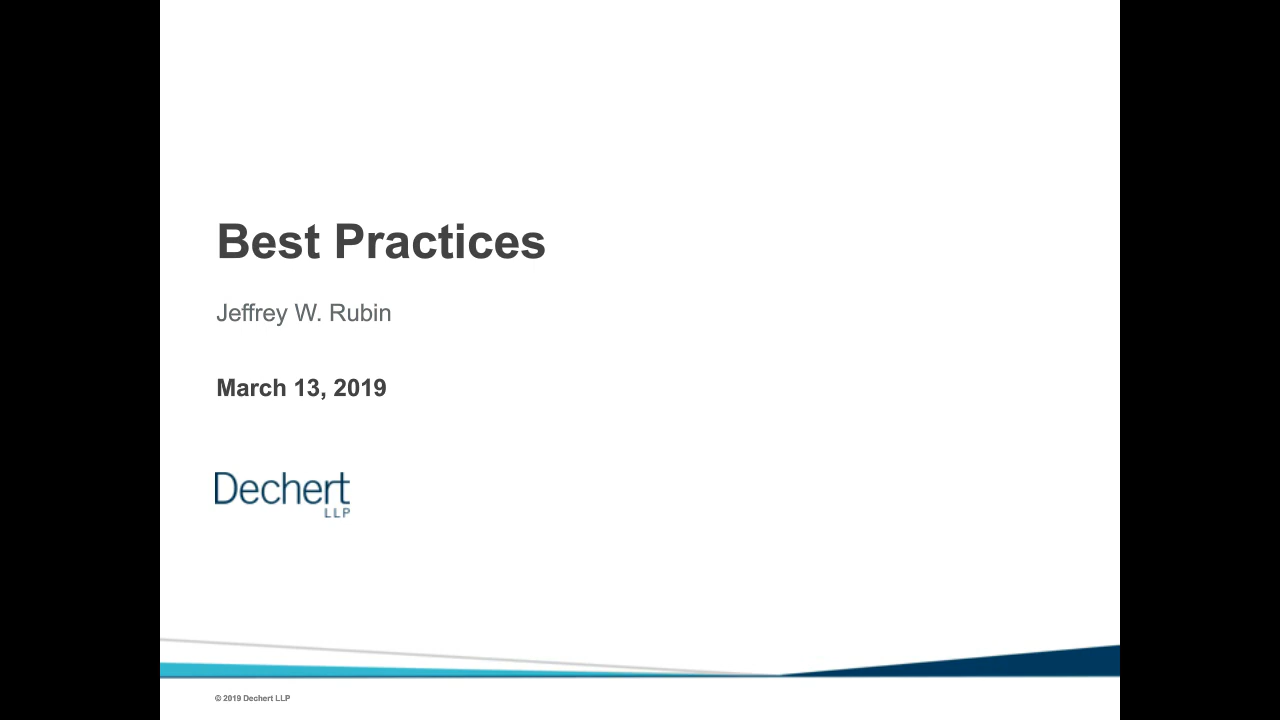 Best Practices
Jeffrey W. Rubin
March 13, 2019
Dechert
LLP
© 2019 Dechert LLP